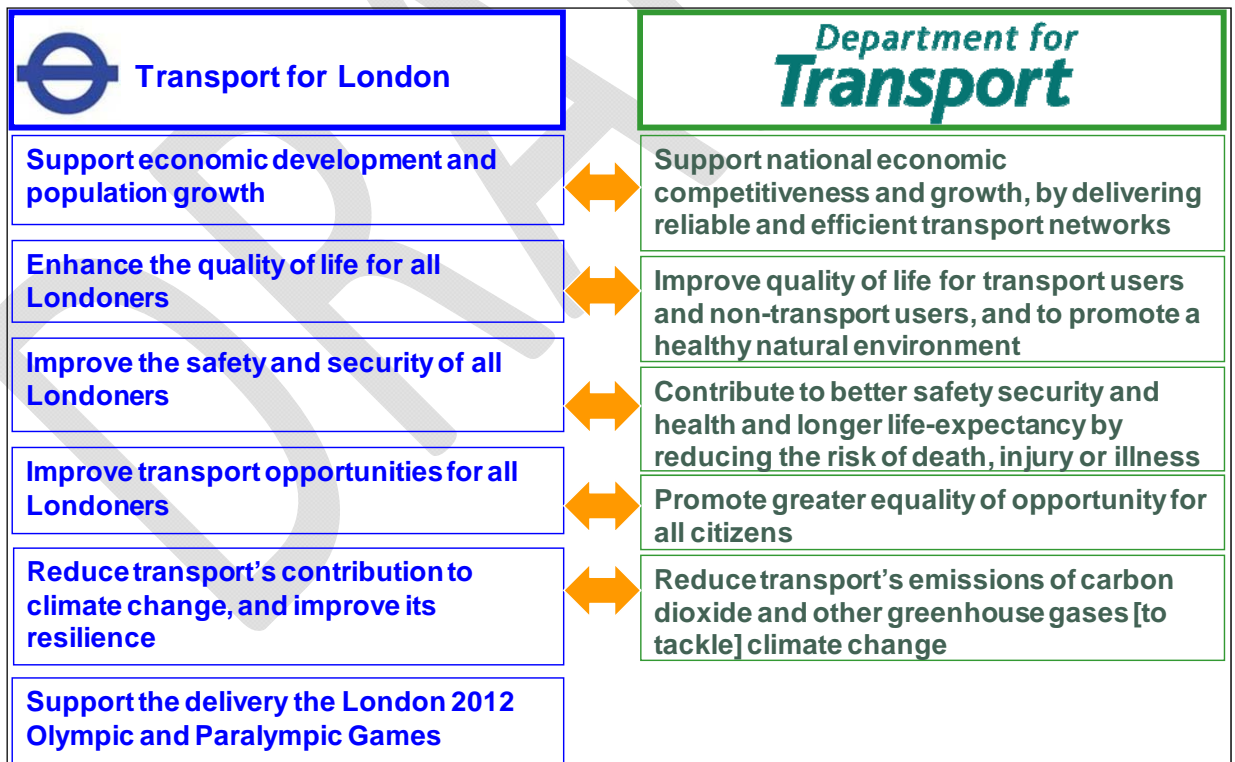 Transport for London
Department for
Transport
Support economic development and
population growth
Support national economic
competitiveness and growth, by delivering
reliable and efficient transport networks
Enhance the quality of life for all
Londoners
Improve quality of life for transport users
and non-transport users, and to promote a
healthy natural environment
Improve the safety and security of all
Londoners
Contribute to better safety security and
health and longer life-expectancy by
reducing the risk of death, injury or illness
Improve transport opportunities for all
Londoners
Promote greater equality of opportunity for
all citizens
Reduce transport's contribution to
climate change, and improve its
resilience
Reduce transport's emissions of carbon
dioxide and other greenhouse gases [to
tackle] climate change
Support the delivery the London 2012
Olympic and Paralympic Games
DRA